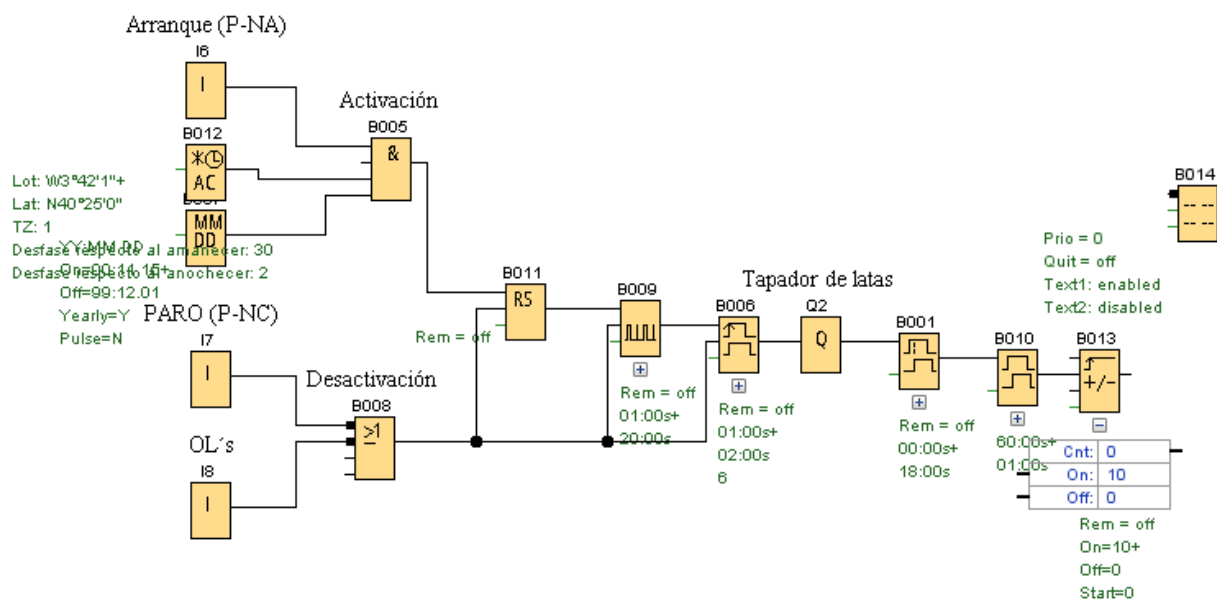 Arranque (P-NA)
I6
I
Activación
B005
&
B012
AC
Lot: W3°42'1"+
Lat: N40°25'0"
TZ: 1
Desfase respecto al amanecer: 30
Desfase respecto al anochecer: 2
MM
DD
YY.MM.DD
On=00:14.15+
Off=99:12.01
Yearly=Y
Pulse=N
B014
Prio = 0
Quit = off
Text1: enabled
Text2: disabled
B011
RS
Rem = off
B009
Rem = off
01:00s+
20:00s
Tapador de latas
B006
Rem = off
01:00s+
02:00s
6
Q2
Q
B001
Rem = off
00:00s+
18:00s
B010
60:00s+
01:00s
B013
+/-
Cnt: 0
On: 10
Off: 0
Rem = off
On=10+
Off=0
Start=0
PARO (P-NC)
I7
I
Desactivación
B008
≥1
OL´s
I8
I